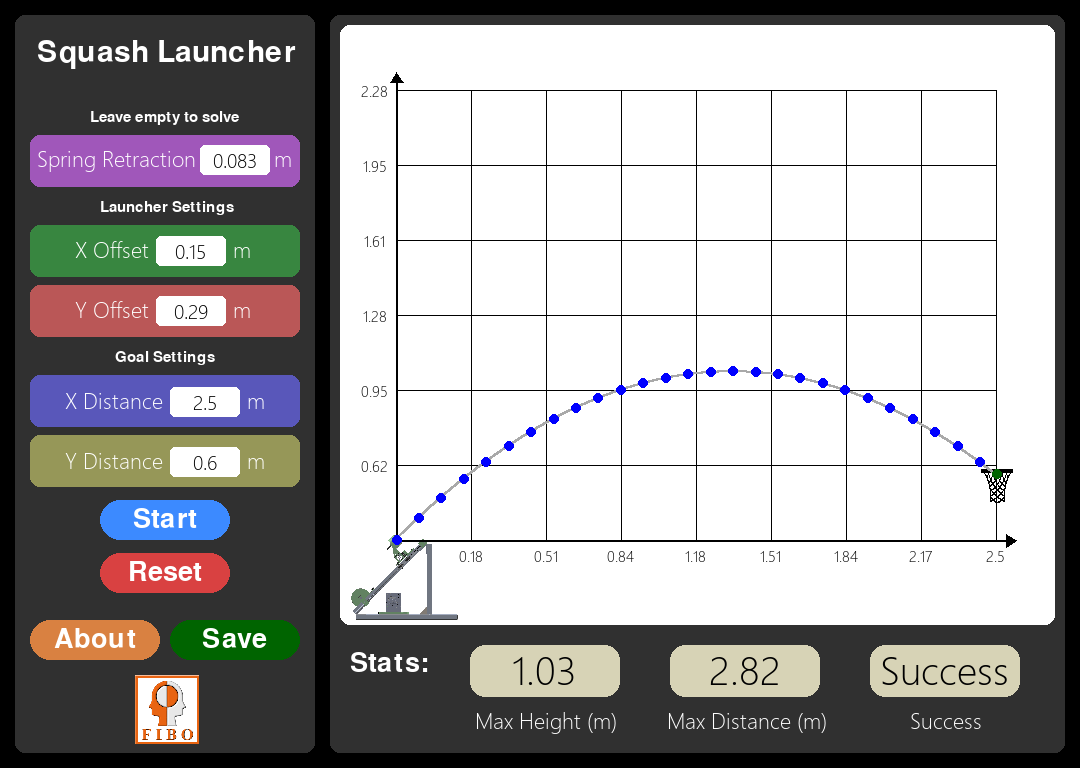 Squash Launcher
Leave empty to solve
Spring Retraction 0.083 m
Launcher Settings
X Offset 0.15 m
Y Offset 0.29 m
Goal Settings
X Distance 2.5 m
Y Distance 0.6 m
Start
Reset
About Save
FIBO
2.28
1.95
1.61
1.28
0.95
0.62
0.18 0.51 0.84 1.18 1.51 1.84 2.17 2.5
Stats: 1.03 2.82 Success
Max Height (m) Max Distance (m) Success